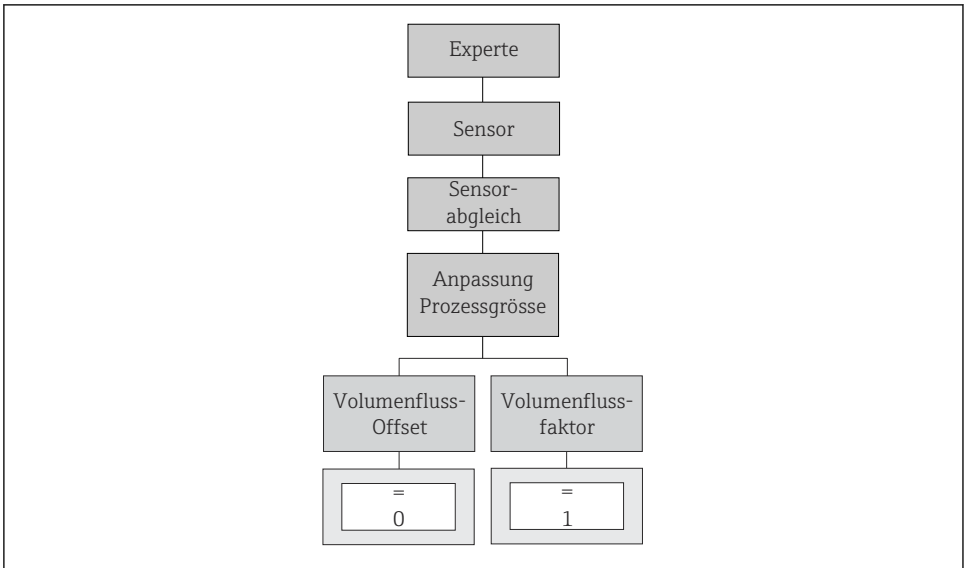 Experte
Sensor
Sensor-
abgleich
Anpassung
Prozessgrösse
Volumenfluss-
Offset
Volumenfluss-
faktor
=
0
=
1